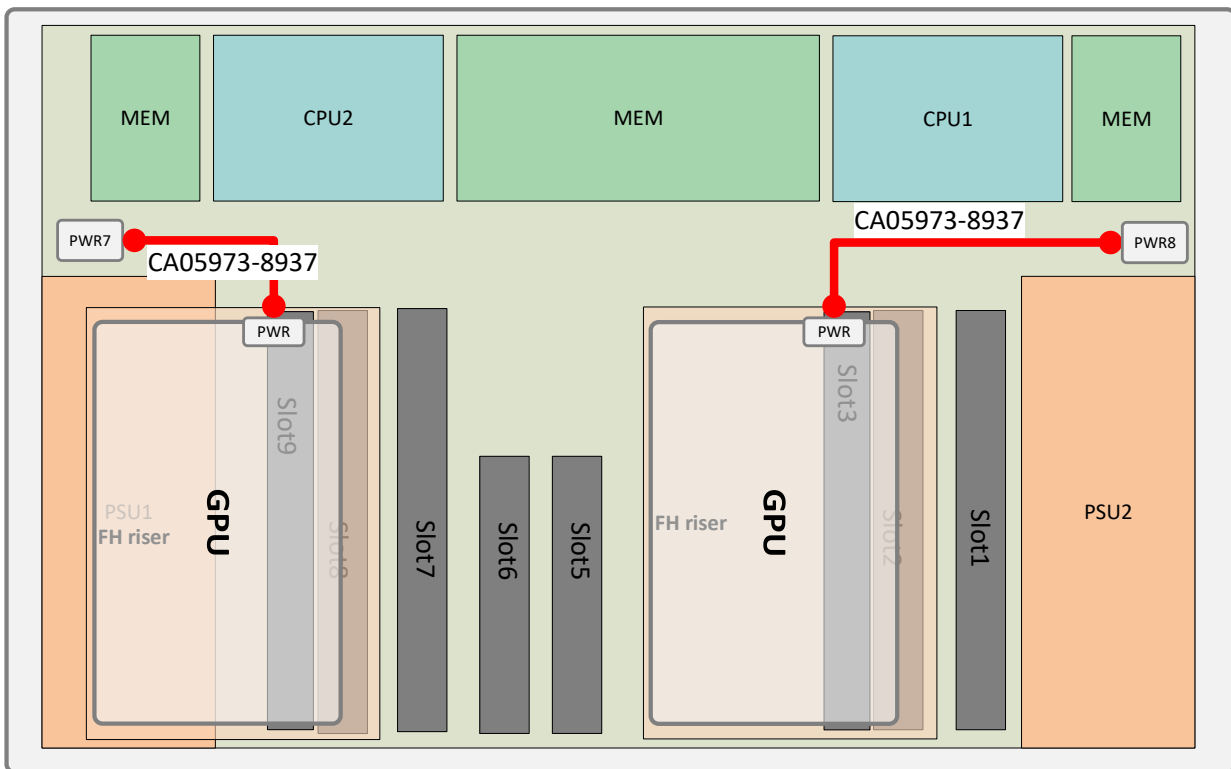 MEM
CPU2
MEM
CPU1
MEM
CA05973-8937
PWR7
PWR8
CA05973-8937
PWR
PWR
Slot9
Slot3
PSU1
FH riser
GPU
Slot8
Slot7
Slot6
Slot5
FH riser
GPU
Slot2
Slot1
PSU2